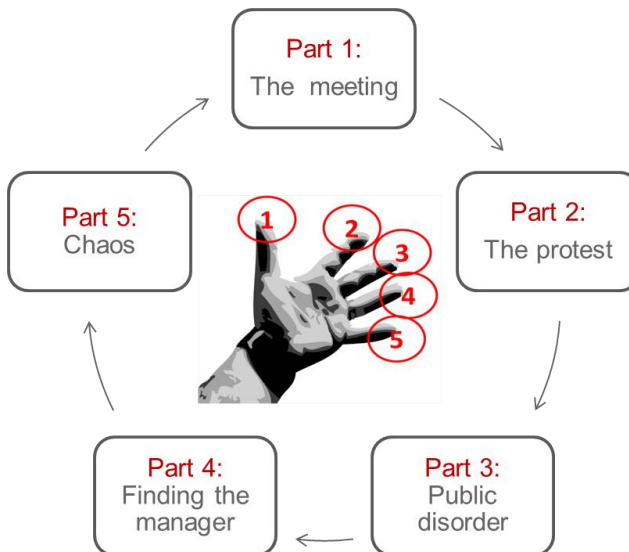 Part 1:
The meeting
Part 2:
The protest
Part 3:
Public
disorder
Part 4:
Finding the
manager
Part 5:
Chaos
1
2
3
4
5